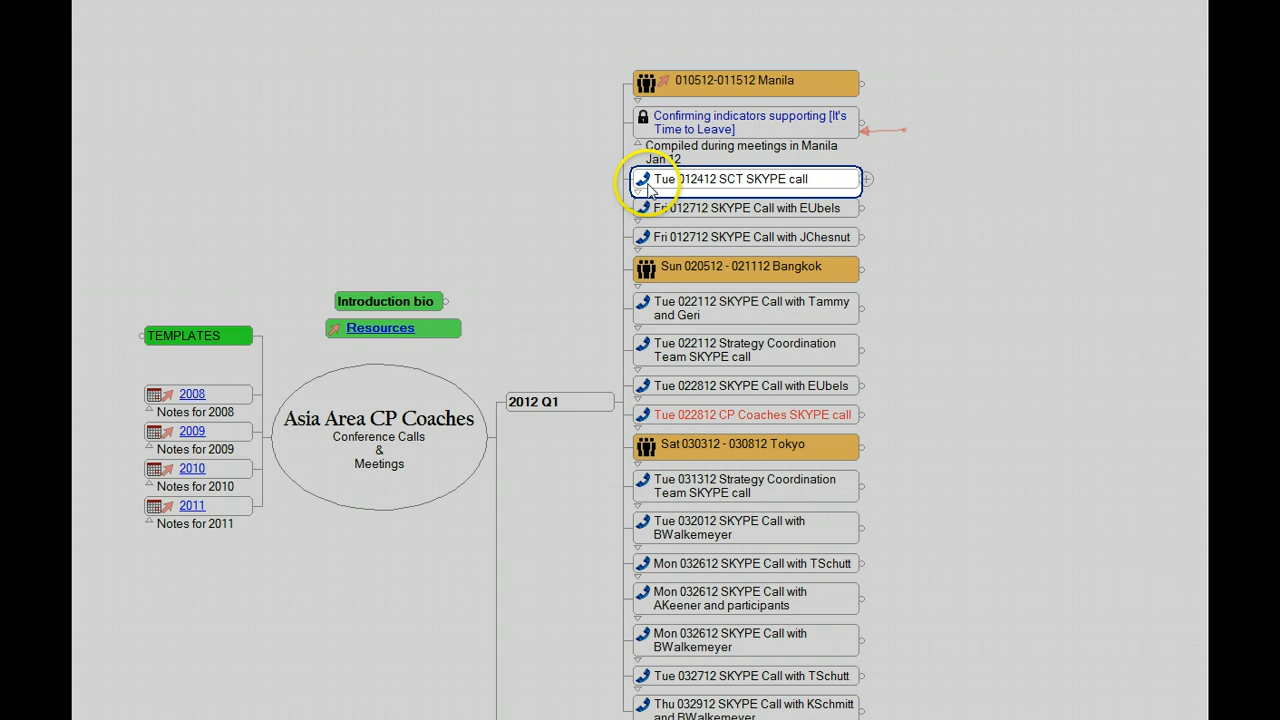 010512-011512 Manila
Confirming indicators supporting [It's
Time to Leave]
Compiled during meetings in Manila
Jan 12
Tue 012412 SCT SKYPE call
Fri 012712 SKYPE Call with EUbels
Fri 012712 SKYPE Call with JChesnut
Sun 020512 - 021112 Bangkok
Tue 022112 SKYPE Call with Tammy
and Geri
Tue 022112 Strategy Coordination
Team SKYPE call
Tue 022812 SKYPE Call with EUbels
Tue 022812 CP Coaches SKYPE call
Sat 030312 - 030812 Tokyo
Tue 031312 Strategy Coordination
Team SKYPE call
Tue 032012 SKYPE Call with
BWalkemeyer
Mon 032612 SKYPE Call with TSchutt
Mon 032612 SKYPE Call with
AKeener and participants
Mon 032612 SKYPE Call with
BWalkemeyer
Tue 032712 SKYPE Call with TSchutt
Thu 032912 SKYPE Call with KSchmitt
and BWalkemeyer
2012 Q1
Introduction bio
Resources
Asia Area CP Coaches
Conference Calls
&
Meetings
TEMPLATES
2008
Notes for 2008
2009
Notes for 2009
2010
Notes for 2010
2011
Notes for 2011